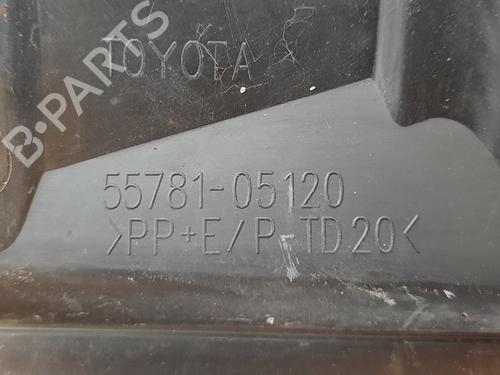 TOYOTA
B-PARTS
55781-05120
>PP+E/P-TD20<